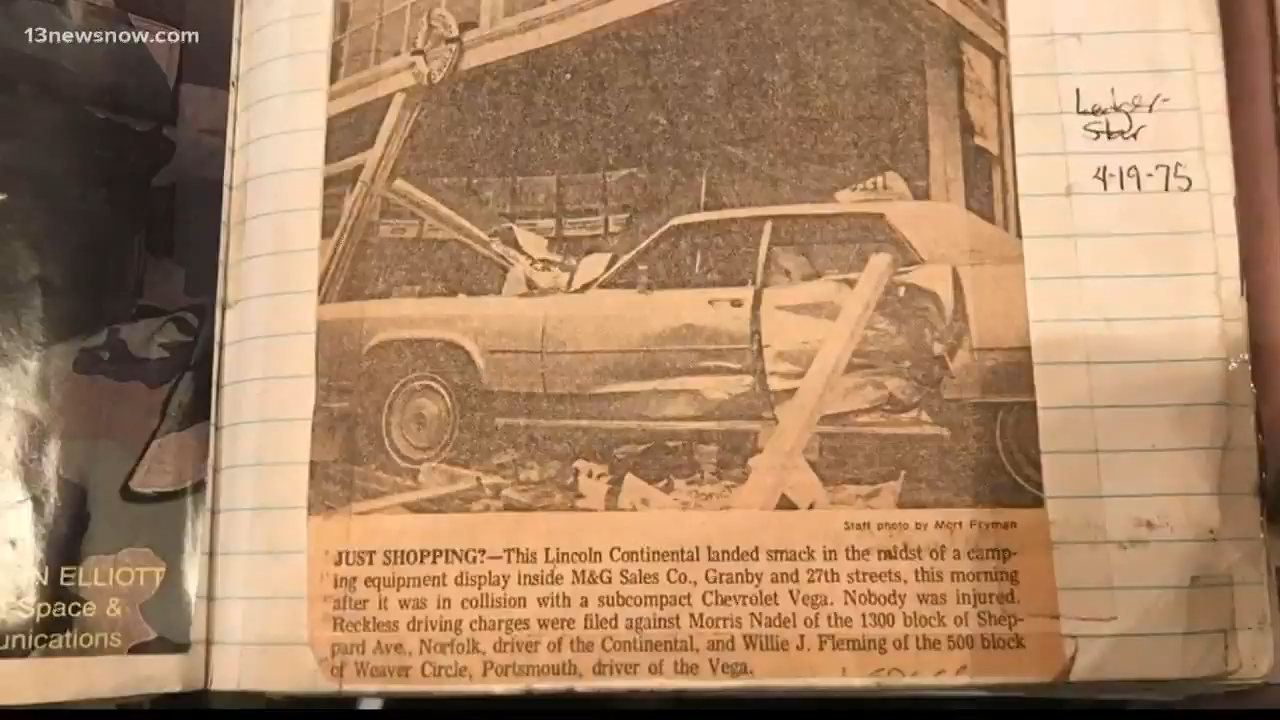 13newsnow.com
Ledger-
Star
4-19-75
Staff photo by Mort Fryman
JUST SHOPPING?—This Lincoln Continental landed smack in the midst of a camp-
ing equipment display inside M&G Sales Co., Granby and 27th streets, this morning
after it was in collision with a subcompact Chevrolet Vega. Nobody was injured.
Reckless driving charges were filed against Morris Nadel of the 1300 block of Shep-
pard Ave., Norfolk, driver of the Continental, and Willie J. Fleming of the 500 block
of Weaver Circle, Portsmouth, driver of the Vega.
N ELLIOTT
Space &
unications